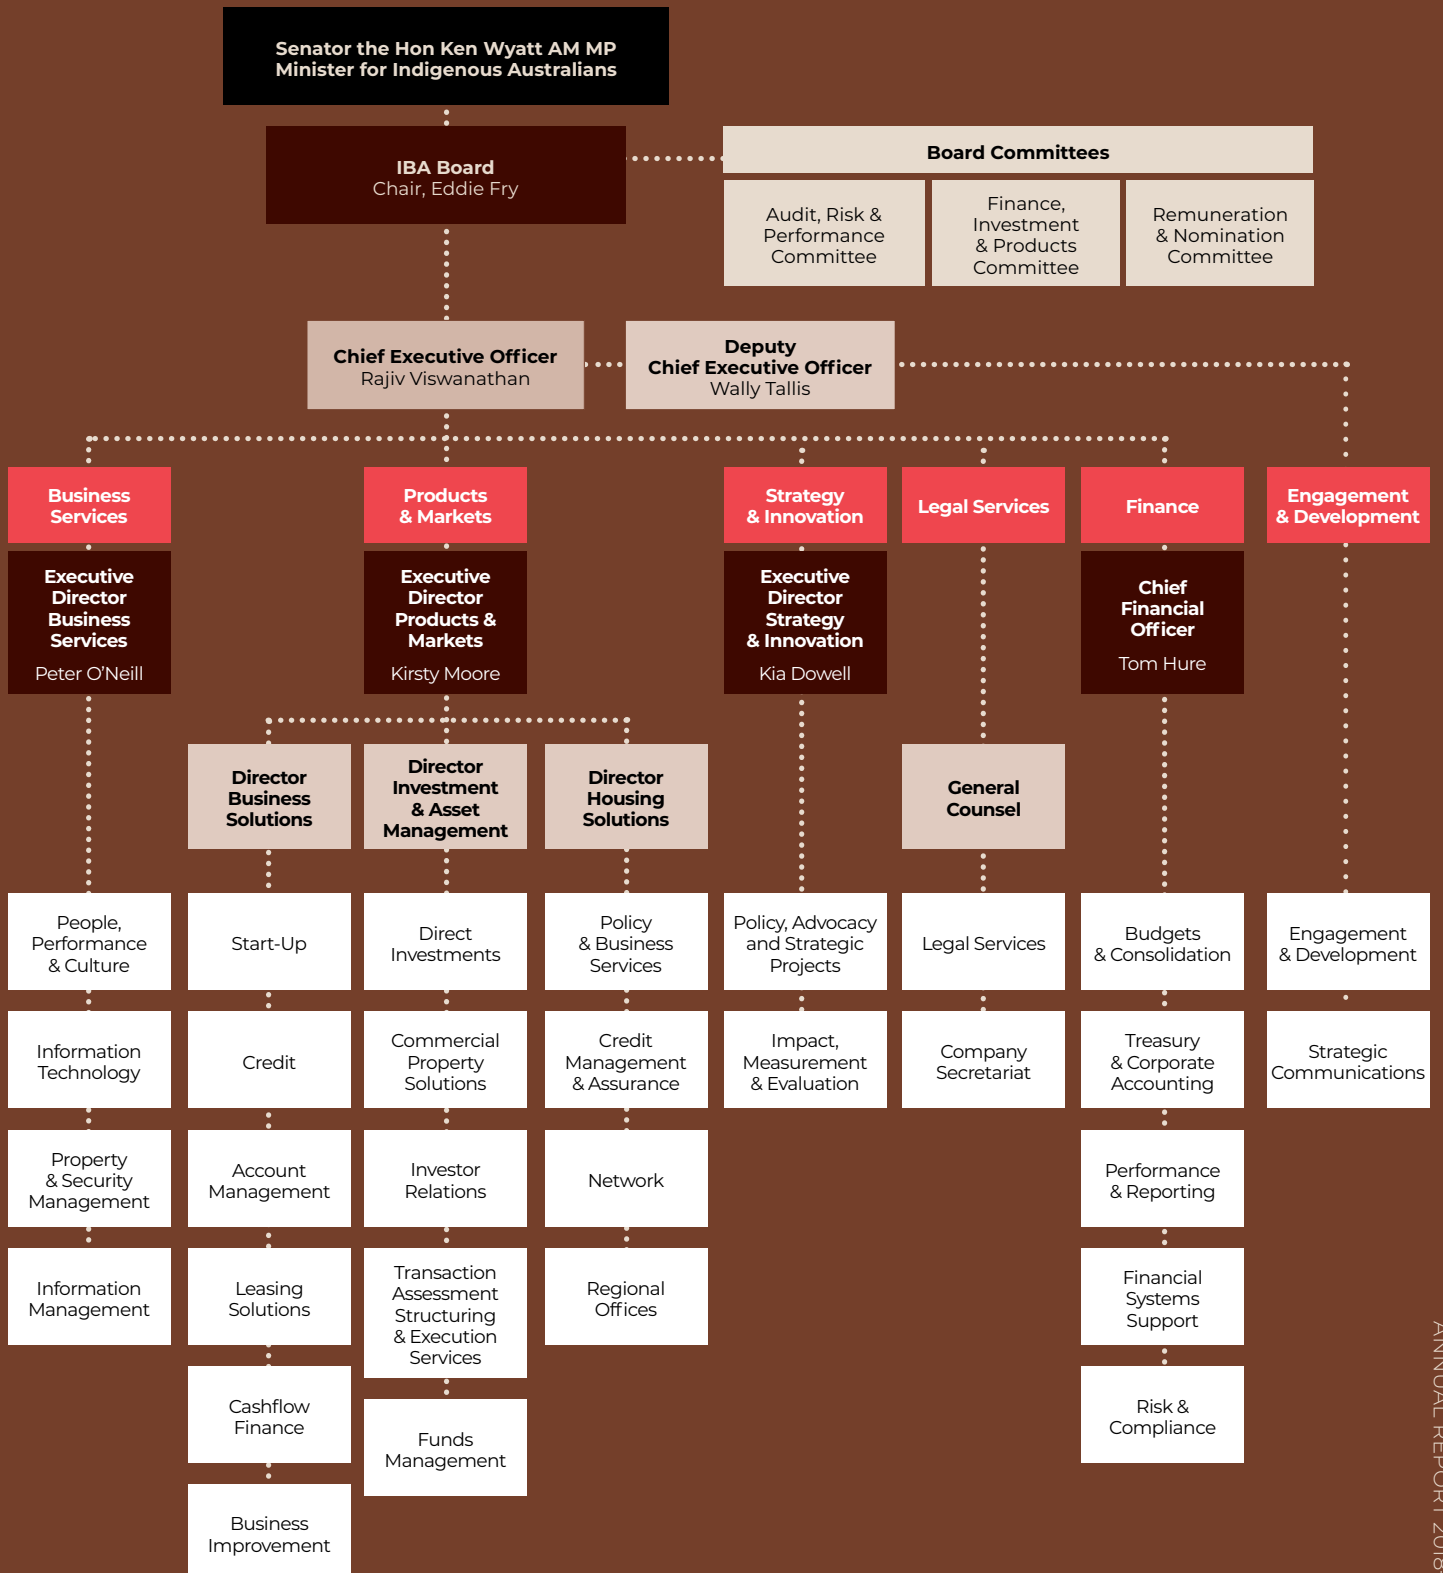 Senator the Hon Ken Wyatt AM MP
Minister for Indigenous Australians
IBA Board
Chair, Eddie Fry
Board Committees
Audit, Risk &
Performance
Committee
Finance,
Investment
& Products
Committee
Remuneration
& Nomination
Committee
Chief Executive Officer
Rajiv Viswanathan
Deputy
Chief Executive Officer
Wally Tallis
Business
Services
Products
& Markets
Strategy
& Innovation
Legal Services
Finance
Engagement
& Development
Executive
Director
Business
Services
Peter O’Neill
Executive
Director
Products &
Markets
Kirsty Moore
Executive
Director
Strategy
& Innovation
Kia Dowell
Chief
Financial
Officer
Tom Hure
Director
Business
Solutions
Director
Investment
& Asset
Management
Director
Housing
Solutions
General
Counsel
People,
Performance
& Culture
Start-Up
Direct
Investments
Policy
& Business
Services
Policy, Advocacy
and Strategic
Projects
Legal Services
Budgets
& Consolidation
Engagement
& Development
Information
Technology
Credit
Commercial
Property
Solutions
Credit
Management
& Assurance
Impact,
Measurement
& Evaluation
Company
Secretariat
Treasury
& Corporate
Accounting
Strategic
Communications
Property
& Security
Management
Account
Management
Investor
Relations
Network
Performance
& Reporting
Information
Management
Leasing
Solutions
Transaction
Assessment
Structuring
& Execution
Services
Regional
Offices
Financial
Systems
Support
Cashflow
Finance
Funds
Management
Risk &
Compliance
Business
Improvement
ANNUAL REPORT 2018